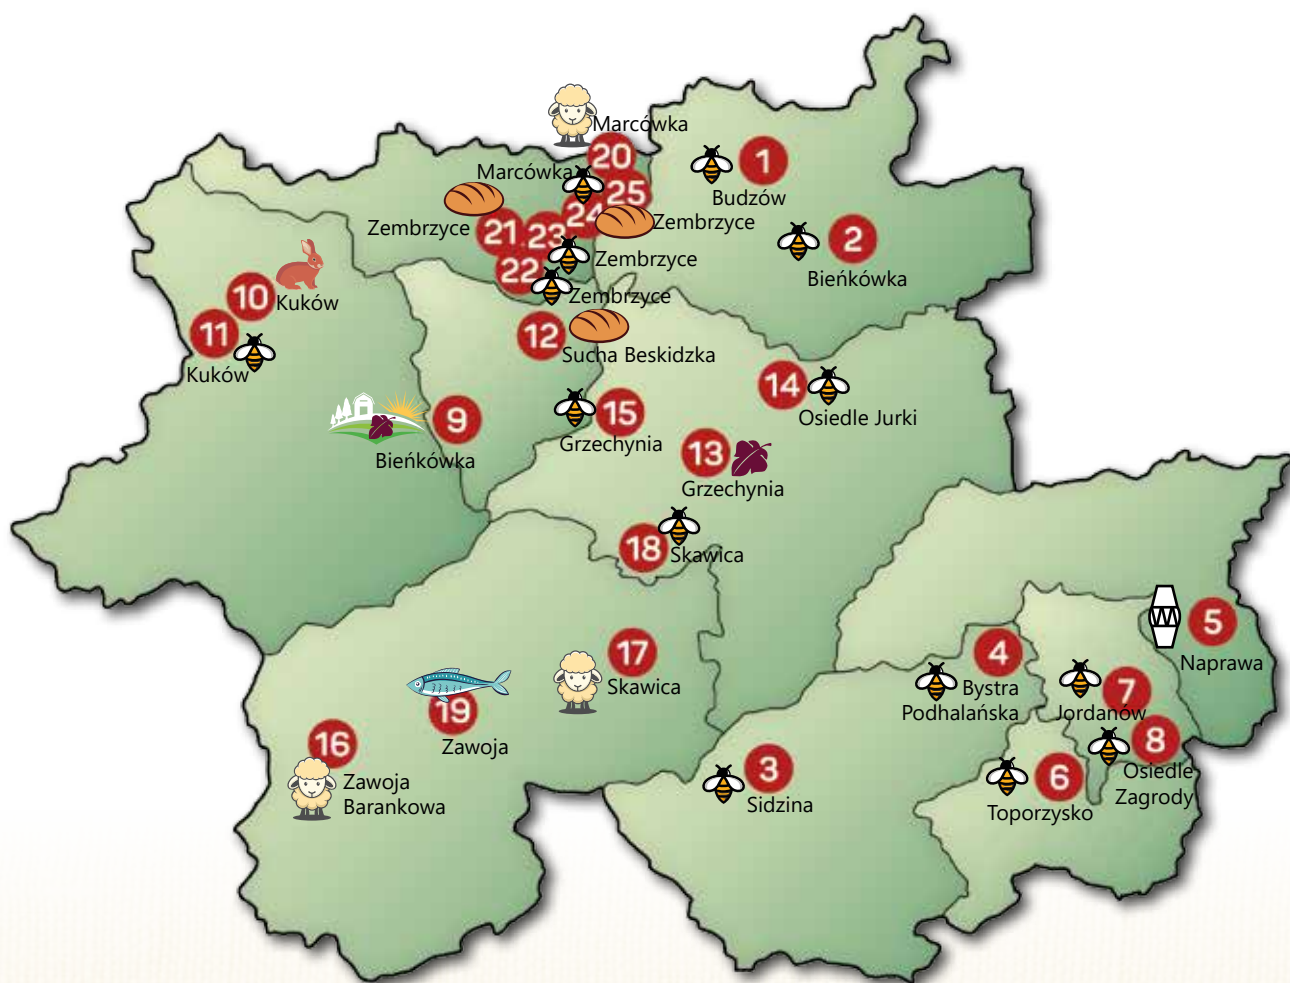 Marcówka
20
Marcówka
25
1
Budzów
24
Zembrzyce
21
23
Zembrzyce
2
Bieńkówka
22
Zembrzyce
Zembrzyce
10
Kuków
11
Kuków
12
Sucha Beskidzka
14
Osiedle Jurki
9
Bieńkówka
15
Grzechynia
13
Grzechynia
18
Skawica
5
Naprawa
17
Skawica
4
Bystra
Podhalańska
7
Jordanów
19
Zawoja
16
Zawoja
Barankowa
3
Sidzina
6
Toporzysko
8
Osiedle
Zagrody